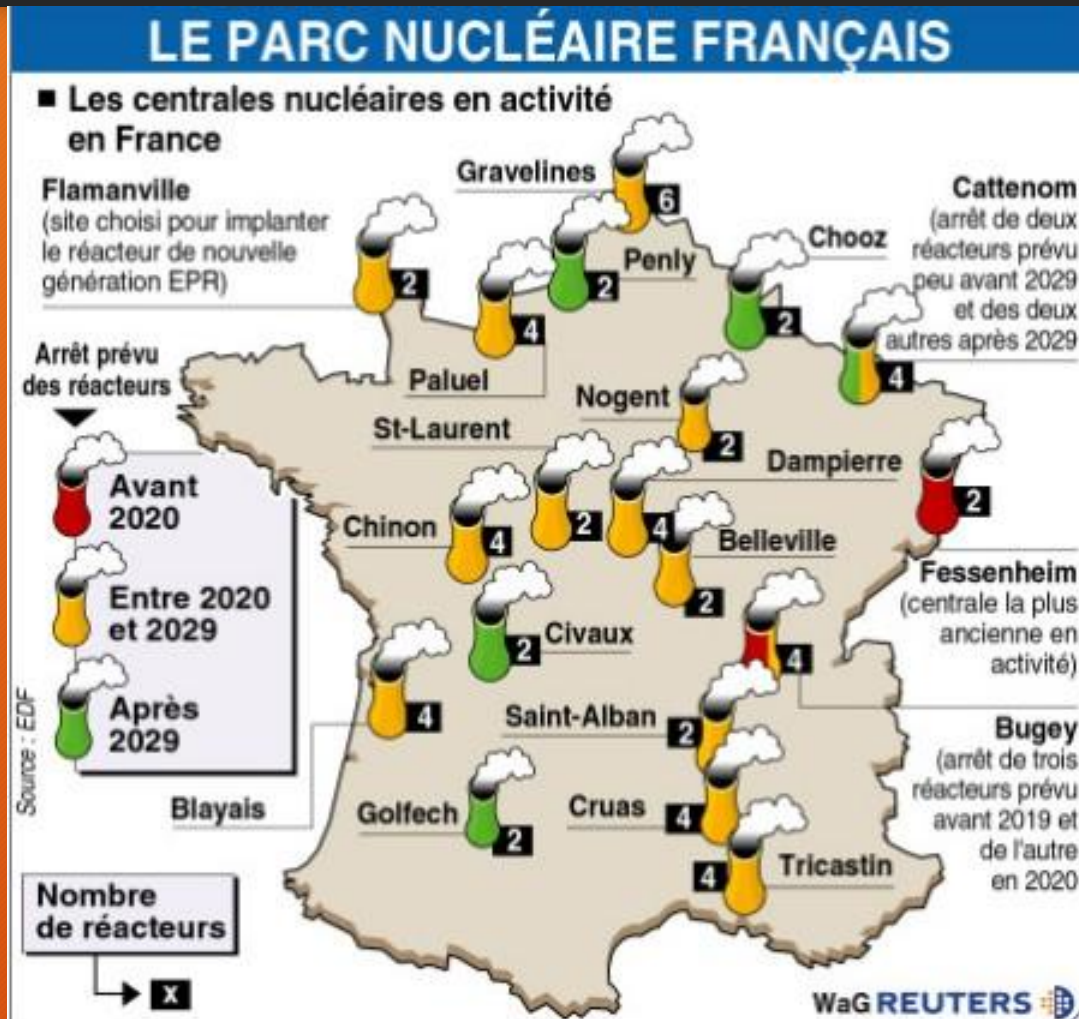 LE PARC NUCLÉAIRE FRANÇAIS
■ Les centrales nucléaires en activité
en France
Flamanville
(site choisi pour implanter
le réacteur de nouvelle
génération EPR)
2
Gravelines
6
Penly
2
Chooz
2
Cattenom
(arrêt de deux
réacteurs prévu
peu avant 2029
et des deux
autres après 2029
4
Paluel
4
Arrêt prévu
des réacteurs
Avant
2020
Entre 2020
et 2029
Après
2029
Nogent
2
St-Laurent
2
Dampierre
4
Chinon
4
Belleville
2
2
Fessenheim
(centrale la plus
ancienne en
activité)
Civaux
2
4
Bugey
(arrêt de trois
réacteurs prévu
avant 2019 et
de l'autre
en 2020
Blayais
4
Saint-Alban
2
Golfech
2
Cruas
4
Tricastin
4
Source : EDF
Nombre
de réacteurs
X
WaG REUTERS